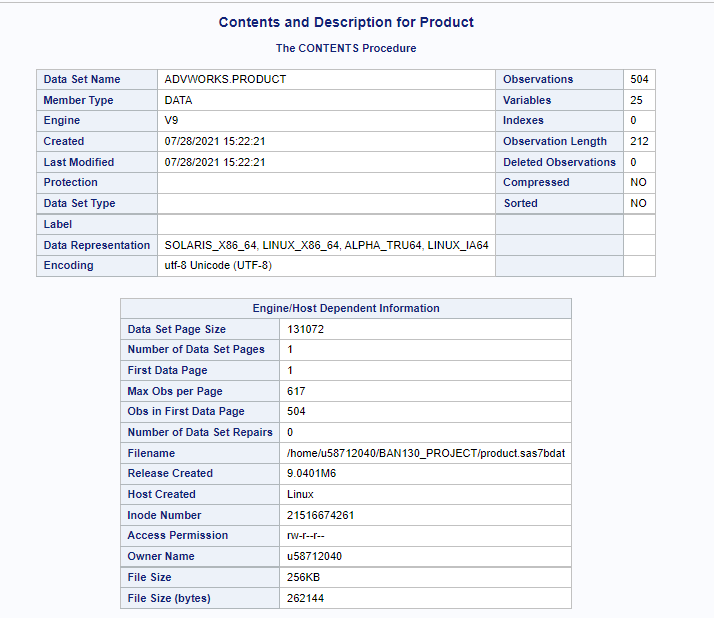 Contents and Description for Product
The CONTENTS Procedure
Data Set Name ADVWORKS.PRODUCT Observations 504
Member Type DATA Variables 25
Engine V9 Indexes 0
Created 07/28/2021 15:22:21 Observation Length 212
Last Modified 07/28/2021 15:22:21 Deleted Observations 0
Protection Compressed NO
Data Set Type Sorted NO
Label
Data Representation SOLARIS_X86_64, LINUX_X86_64, ALPHA_TRU64, LINUX_IA64
Encoding utf-8 Unicode (UTF-8)
Engine/Host Dependent Information
Data Set Page Size 131072
Number of Data Set Pages 1
First Data Page 1
Max Obs per Page 617
Obs in First Data Page 504
Number of Data Set Repairs 0
Filename /home/u58712040/BAN130_PROJECT/product.sas7bdat
Release Created 9.0401M6
Host Created Linux
Inode Number 21516674261
Access Permission rw-r--r--
Owner Name u58712040
File Size 256KB
File Size (bytes) 262144